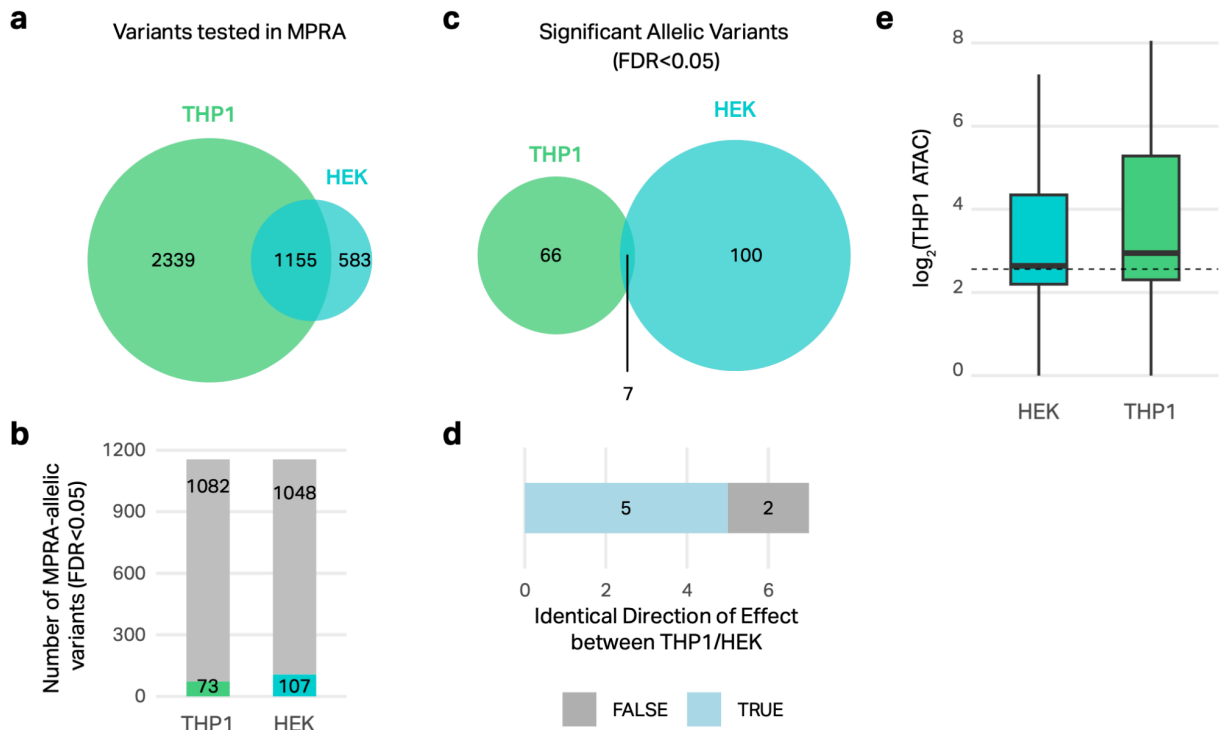 a
Variants tested in MPRA
THP1
HEK
2339
1155
583
b
Number of MPRA-allelic
variants (FDR<0.05)
1200
900
600
300
0
1082
1048
73
107
THP1
HEK
c
Significant Allelic Variants
(FDR<0.05)
HEK
THP1
66
100
7
d
5
2
0
2
4
6
Identical Direction of Effect
between THP1/HEK
FALSE
TRUE
e
log2(THP1 ATAC)
8
6
4
2
0
HEK
THP1